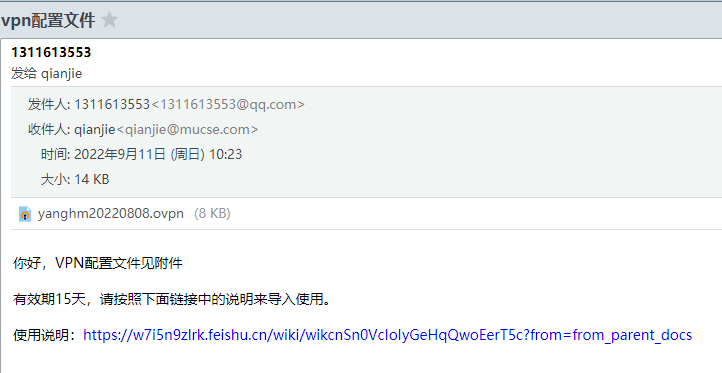 vpn配置文件
1311613553
发给 qianjie
发件人: 1311613553<1311613553@qq.com>
收件人: qianjie<qianjie@mucse.com>
时间: 2022年9月11日 (周日) 10:23
大小: 14 KB
yanghm20220808.ovpn (8 KB)
你好，VPN配置文件见附件
有效期15天，请按照下面链接中的说明来导入使用。
使用说明：https://w7i5n9zlrk.feishu.cn/wiki/wikcnSn0VcIolyGeHqQwoEerT5c?from=from_parent_docs